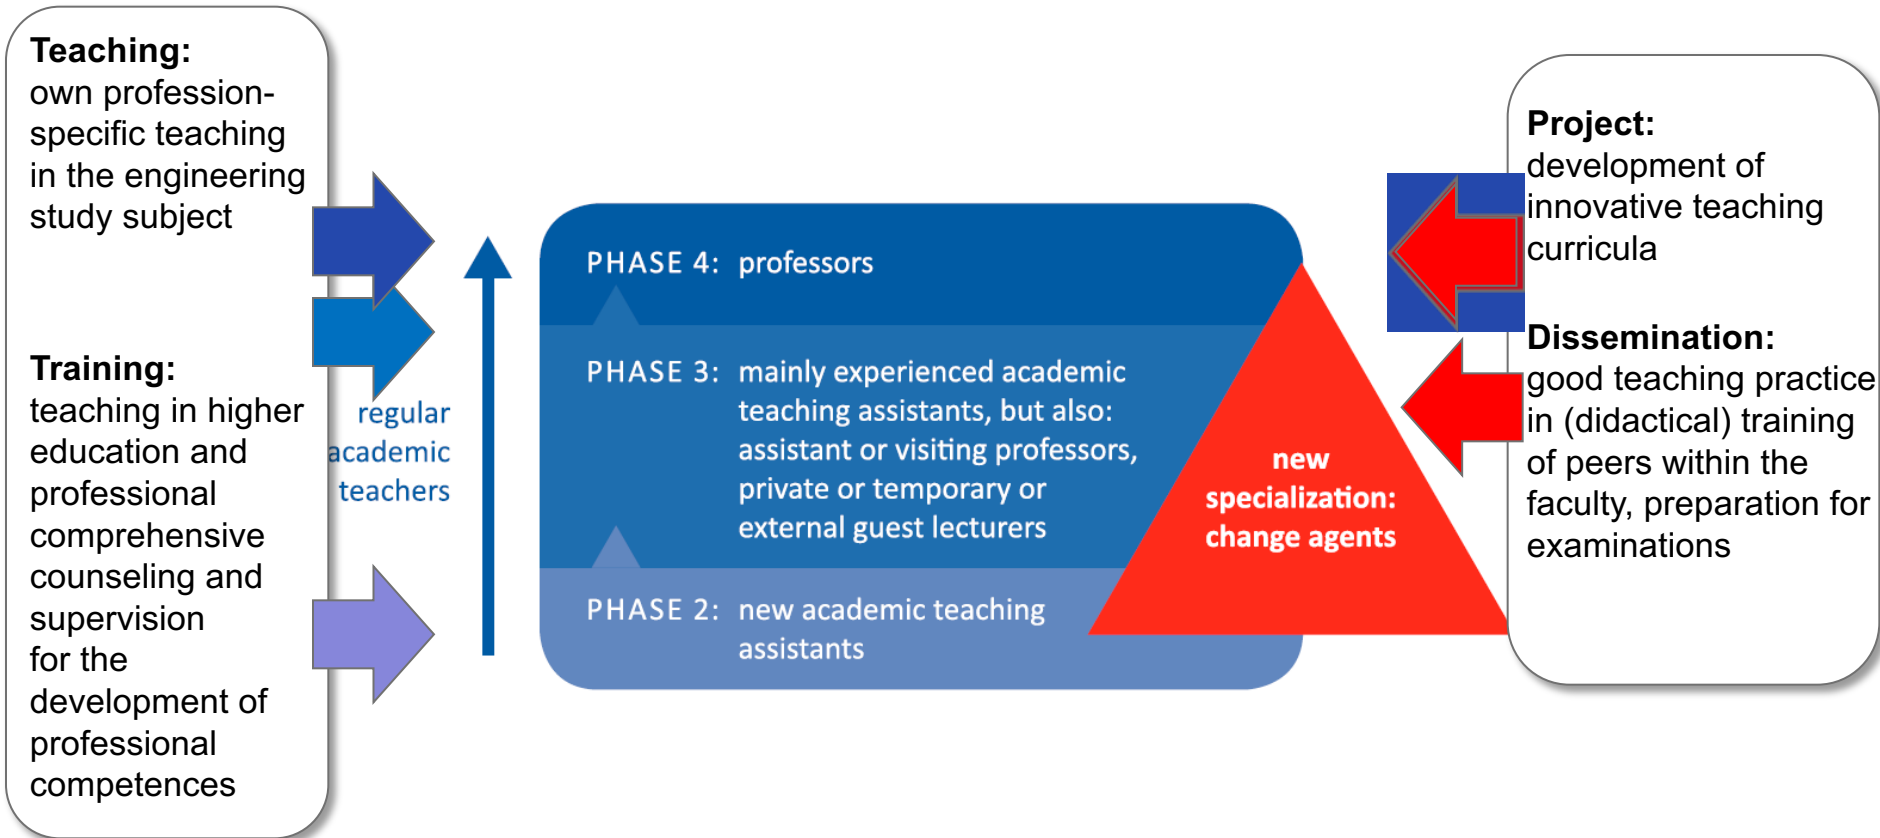 Teaching:
own profession-
specific teaching
in the engineering
study subject
Training:
teaching in higher
education and
professional
comprehensive
counseling and
supervision
for the
development of
professional
competences
regular
academic
teachers
PHASE 4: professors
PHASE 3: mainly experienced academic
teaching assistants, but also:
assistant or visiting professors,
private or temporary or
external guest lecturers
PHASE 2: new academic teaching
assistants
new
specialization:
change agents
Project:
development of
innovative teaching
curricula
Dissemination:
good teaching practice
in (didactical) training
of peers within the
faculty, preparation for
examinations